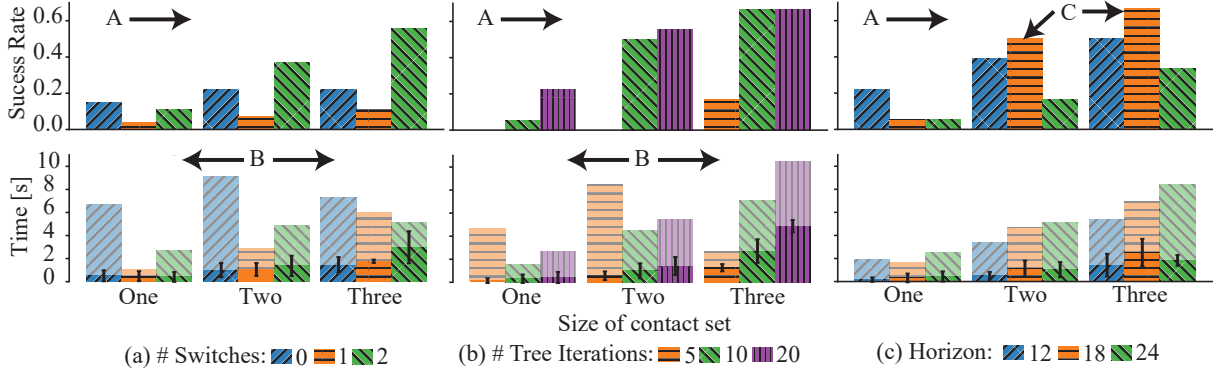 Sucess Rate
0.6
0.4
0.2
0.0
A
A
A
C
Time [s]
10
8
6
4
2
0
B
B
One Two Three
One Two Three
One Two Three
Size of contact set
(a) # Switches: 0 1 2
(b) # Tree Iterations: 5 10 20
(c) Horizon: 12 18 24